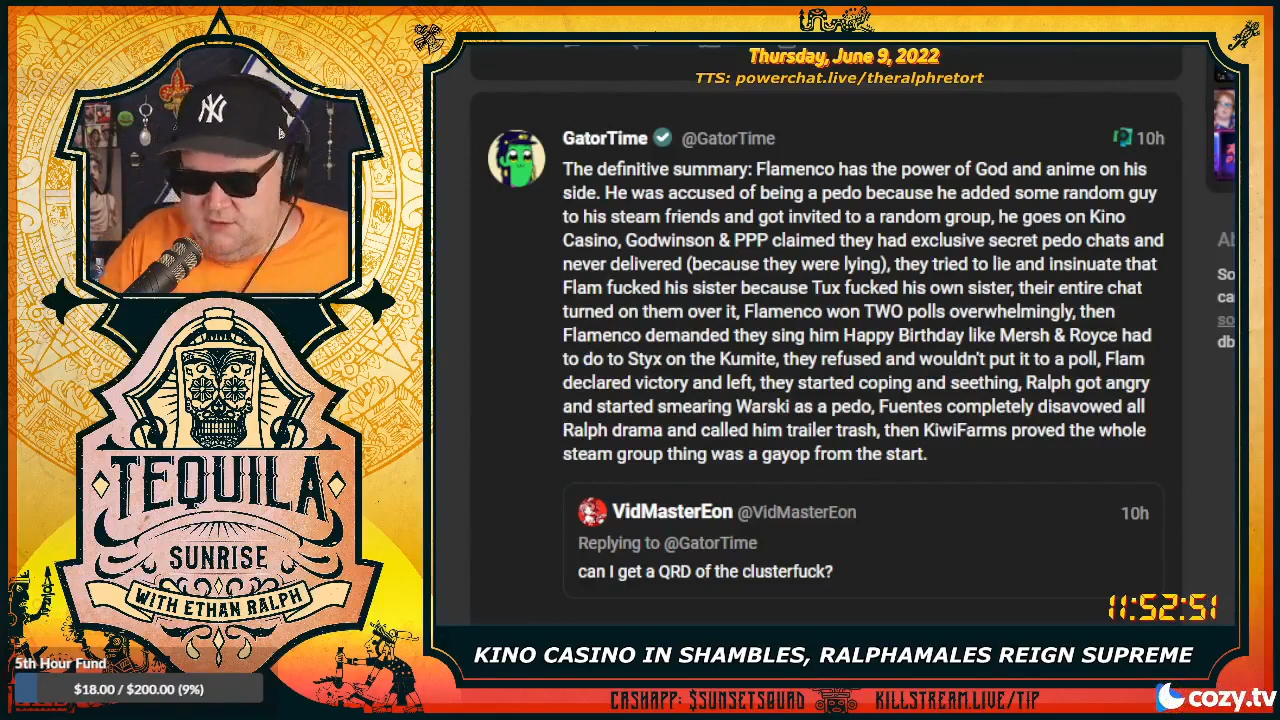 Thursday, June 9, 2022
TTS: powerchat.live/theralphretort
GatorTime @GatorTime 10h
The definitive summary: Flamenco has the power of God and anime on his
side. He was accused of being a pedo because he added some random guy
to his steam friends and got invited to a random group, he goes on Kino
Casino, Godwinson & PPP claimed they had exclusive secret pedo chats and
never delivered (because they were lying), they tried to lie and insinuate that
Flam fucked his sister because Tux fucked his own sister, their entire chat
turned on them over it, Flamenco won TWO polls overwhelmingly, then
Flamenco demanded they sing him Happy Birthday like Mersh & Royce had
to do to Styx on the Kumite, they refused and wouldn't put it to a poll, Flam
declared victory and left, they started coping and seething, Ralph got angry
and started smearing Warski as a pedo, Fuentes completely disavowed all
Ralph drama and called him trailer trash, then KiwiFarms proved the whole
steam group thing was a gayop from the start.
VidMasterEon @VidMasterEon 10h
Replying to @GatorTime
can I get a QRD of the clusterfuck?
Ab
So
ca
so
db
11:52:51
NY
TEQUILA
SUNRISE
WITH ETHAN RALPH
5th Hour Fund
$18.00 / $200.00 (9%)
KINO CASINO IN SHAMBLES, RALPHAMALES REIGN SUPREME
CASHAPP: $SUNSETSQUAD KILLSTREAM.LIVE/TIP
cozy.tv